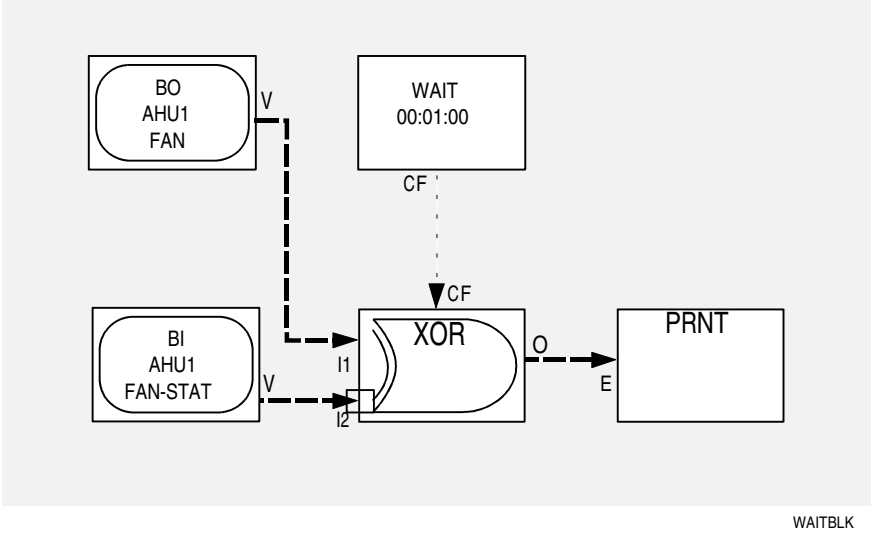 BO
AHU1
FAN
V
WAIT
00:01:00
CF
CF
BI
AHU1
FAN-STAT
V
I1
I2
XOR
O
E
PRNT
WAITBLK